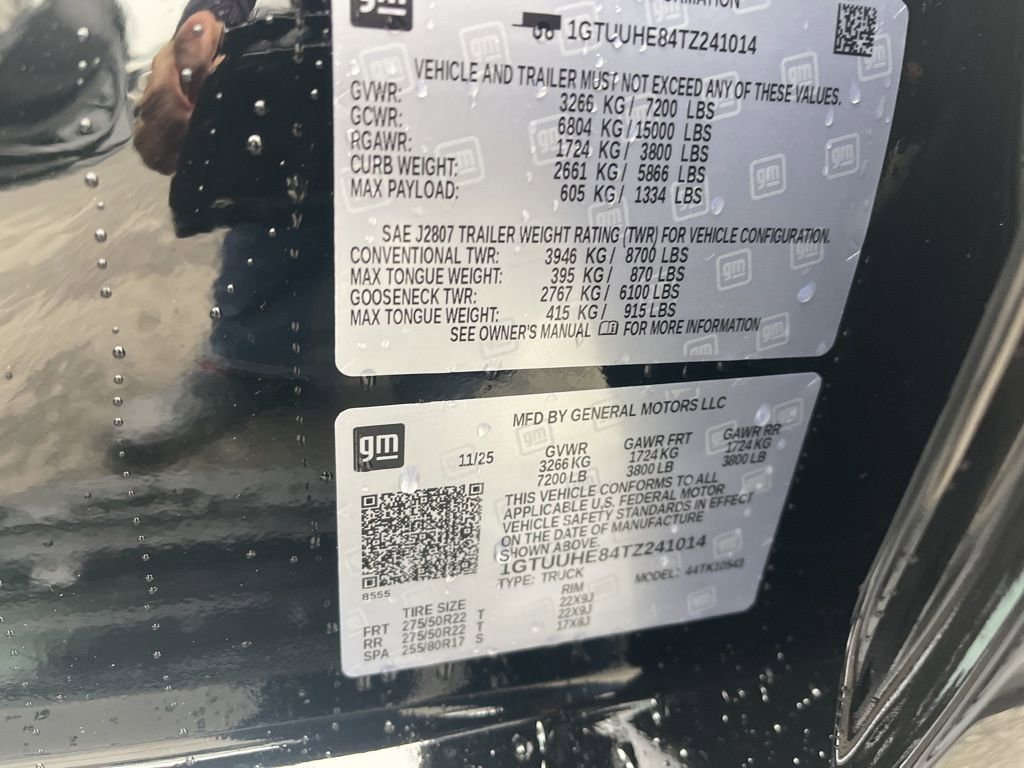 gm
1GTUUHE84TZ241014
VEHICLE AND TRAILER MUST NOT EXCEED ANY OF THESE VALUES.
GVWR: 3266 KG / 7200 LBS
GCWR: 6804 KG / 15000 LBS
RGAWR: 1724 KG / 3800 LBS
CURB WEIGHT: 2661 KG / 5866 LBS
MAX PAYLOAD: 605 KG / 1334 LBS
SAE J2807 TRAILER WEIGHT RATING (TWR) FOR VEHICLE CONFIGURATION.
CONVENTIONAL TWR: 3946 KG / 8700 LBS
MAX TONGUE WEIGHT: 395 KG / 870 LBS
GOOSENECK TWR: 2767 KG / 6100 LBS
MAX TONGUE WEIGHT: 415 KG / 915 LBS
SEE OWNER'S MANUAL FOR MORE INFORMATION
gm
MFD BY GENERAL MOTORS LLC
11/25 GVWR GAWR FRT GAWR RR
3266 KG 1724 KG 1724 KG
7200 LB 3800 LB 3800 LB
THIS VEHICLE CONFORMS TO ALL
APPLICABLE U.S. FEDERAL MOTOR
VEHICLE SAFETY STANDARDS IN EFFECT
ON THE DATE OF MANUFACTURE
SHOWN ABOVE.
1GTUUHE84TZ241014
TYPE: TRUCK MODEL: 44TK10543
8555
TIRE SIZE RIM
FRT 275/50R22 T 22X9J
RR 275/50R22 T 22X9J
SPA 255/80R17 S 17X8J